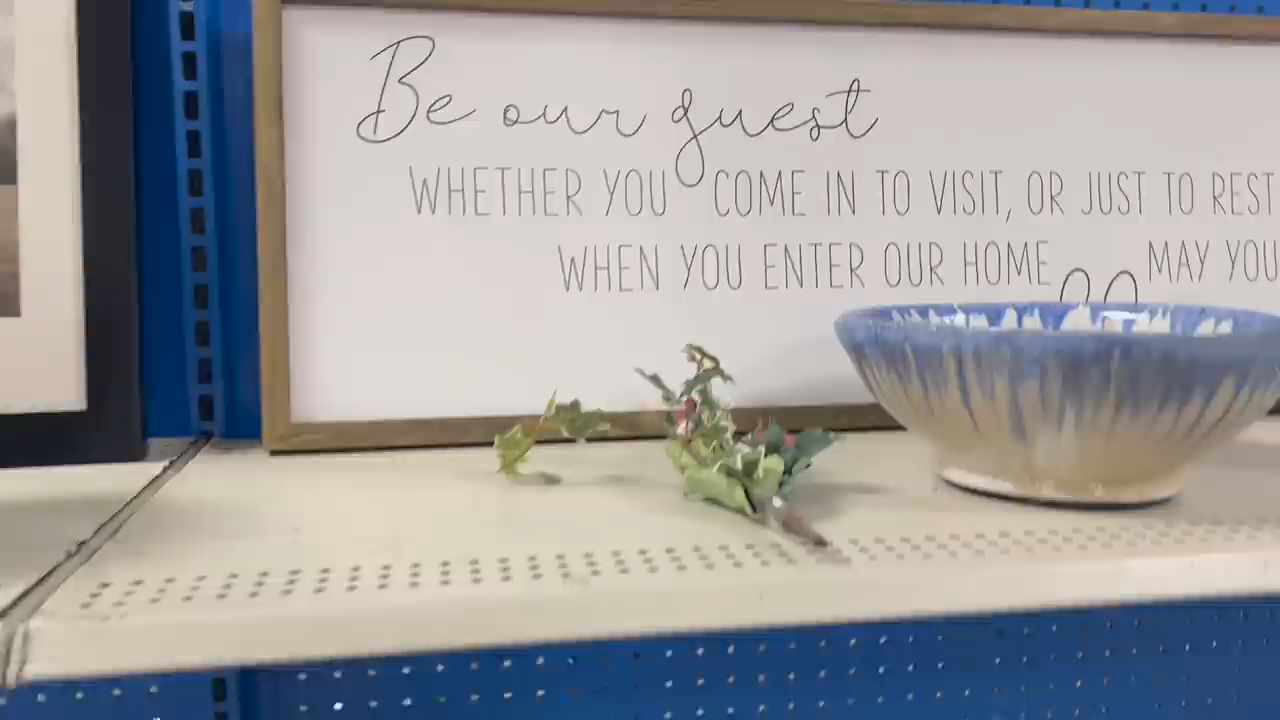 Be our guest
WHETHER YOU COME IN TO VISIT, OR JUST TO REST
WHEN YOU ENTER OUR HOME MAY YOU